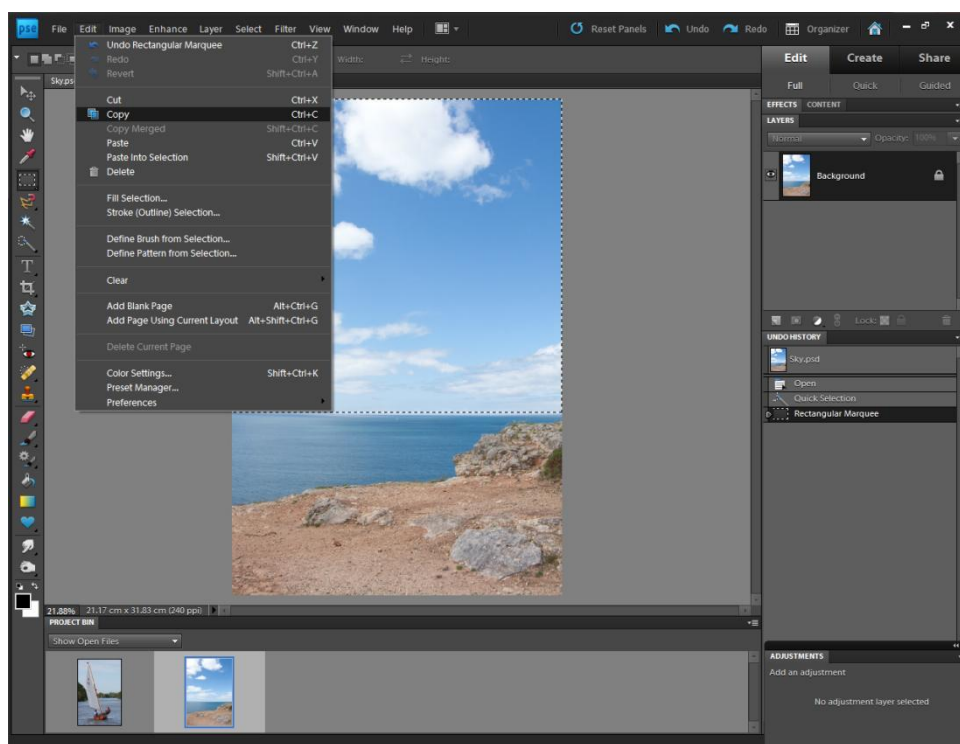 pse File Edit Image Enhance Layer Select Filter View Window Help Reset Panels Undo Redo Organizer
Width: Height:
Edit Create Share
Full Quick Guided
Sky.ps
Undo Rectangular Marquee Ctrl+Z
Redo Ctrl+Y
Revert Shift+Ctrl+A
Cut Ctrl+X
Copy Ctrl+C
Copy Merged Shift+Ctrl+C
Paste Ctrl+V
Paste Into Selection Shift+Ctrl+V
Delete
Fill Selection...
Stroke (Outline) Selection...
Define Brush from Selection...
Define Pattern from Selection...
Clear
Add Blank Page Alt+Ctrl+G
Add Page Using Current Layout Alt+Shift+Ctrl+G
Delete Current Page
Color Settings... Shift+Ctrl+K
Preset Manager...
Preferences
EFFECTS CONTENT
LAYERS
Normal Opacity: 100%
Background
Lock:
UNDO HISTORY
Sky.psd
Open
Quick Selection
Rectangular Marquee
21.88% 21.17 cm x 31.83 cm (240 ppi)
PROJECT BIN
Show Open Files
ADJUSTMENTS
Add an adjustment
No adjustment layer selected